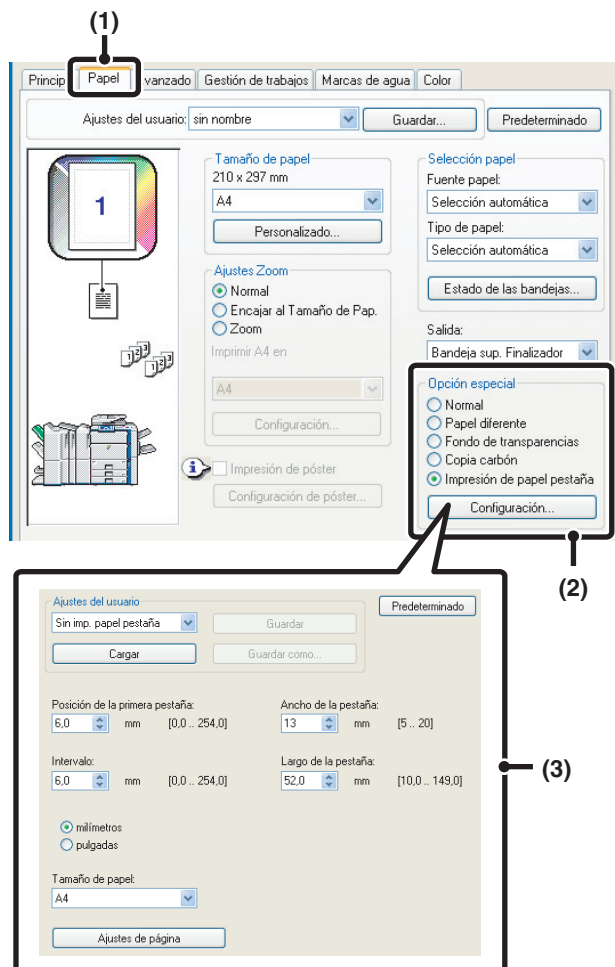 (1)
Princip
Papel
vanzado
Gestión de trabajos
Marcas de agua
Color
Ajustes del usuario:
sin nombre
Guardar...
Predeterminado
1
123
123
Tamaño de papel
210 x 297 mm
A4
Personalizado...
Ajustes Zoom
Normal
Encajar al Tamaño de Pap.
Zoom
Imprimir A4 en
A4
Configuración...
i
Impresión de póster
Configuración de póster...
Selección papel
Fuente papel:
Selección automática
Tipo de papel:
Selección automática
Estado de las bandejas...
Salida:
Bandeja sup. Finalizador
Opción especial
Normal
Papel diferente
Fondo de transparencias
Copia carbón
Impresión de papel pestaña
Configuración...
(2)
Ajustes del usuario
Sin imp. papel pestaña
Guardar
Cargar
Guardar como...
Predeterminado
Posición de la primera pestaña:
6,0 mm [0,0 .. 254,0]
Ancho de la pestaña:
13 mm [5 .. 20]
Intervalo:
6,0 mm [0,0 .. 254,0]
Largo de la pestaña:
52,0 mm [10,0 .. 149,0]
(3)
milímetros
pulgadas
Tamaño de papel:
A4
Ajustes de página